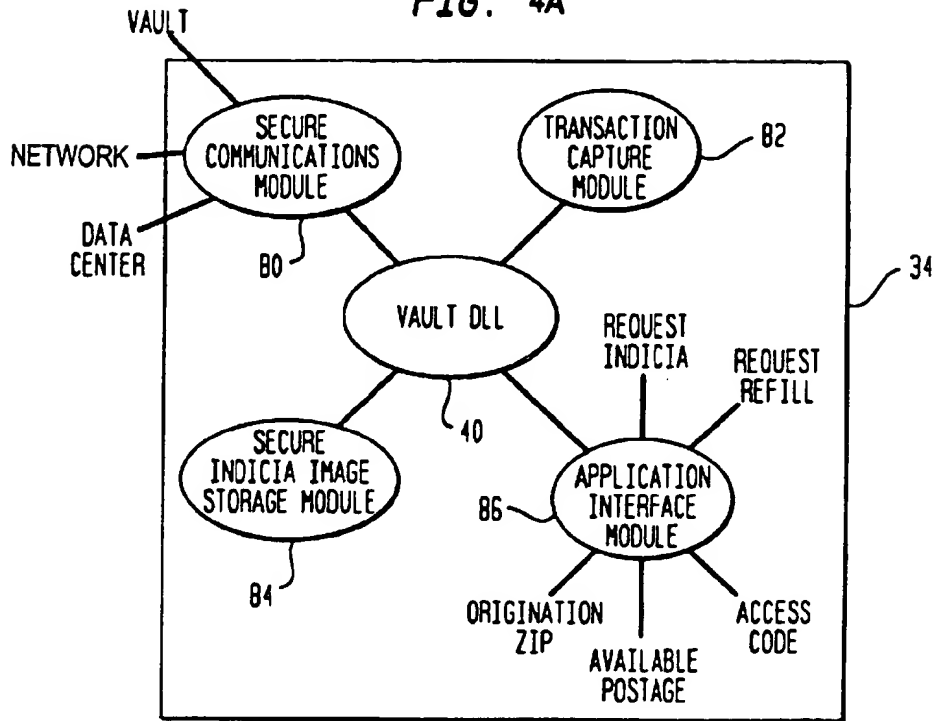 FIG. 4A
VAULT
SECURE
COMMUNICATIONS
MODULE
NETWORK
DATA
CENTER
80
TRANSACTION
CAPTURE
MODULE
82
VAULT DLL
40
34
REQUEST
INDICIA
REQUEST
REFILL
SECURE
INDICIA IMAGE
STORAGE MODULE
84
APPLICATION
INTERFACE
MODULE
86
ORIGINATION
ZIP
AVAILABLE
POSTAGE
ACCESS
CODE